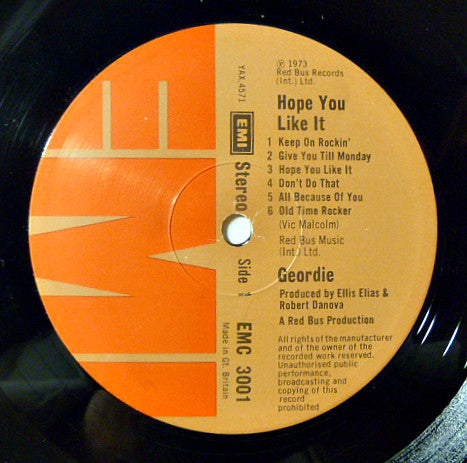 ℗ 1973
Red Bus Records
(Int.) Ltd.
Hope You
Like It
1 Keep On Rockin'
2 Give You Till Monday
3 Hope You Like It
4 Don't Do That
5 All Because Of You
6 Old Time Rocker
(Vic Malcolm)
Red Bus Music
(Int.) Ltd.
Geordie
Produced by Ellis Elias &
Robert Danova
A Red Bus Production
All rights of the manufacturer
and of the owner of the
recorded work reserved.
Unauthorised public
performance,
broadcasting and
copying of this
record
prohibited
YAX.4571
EMI Stereo Side 1 EMC 3001
Made in Gt. Britain
EMI